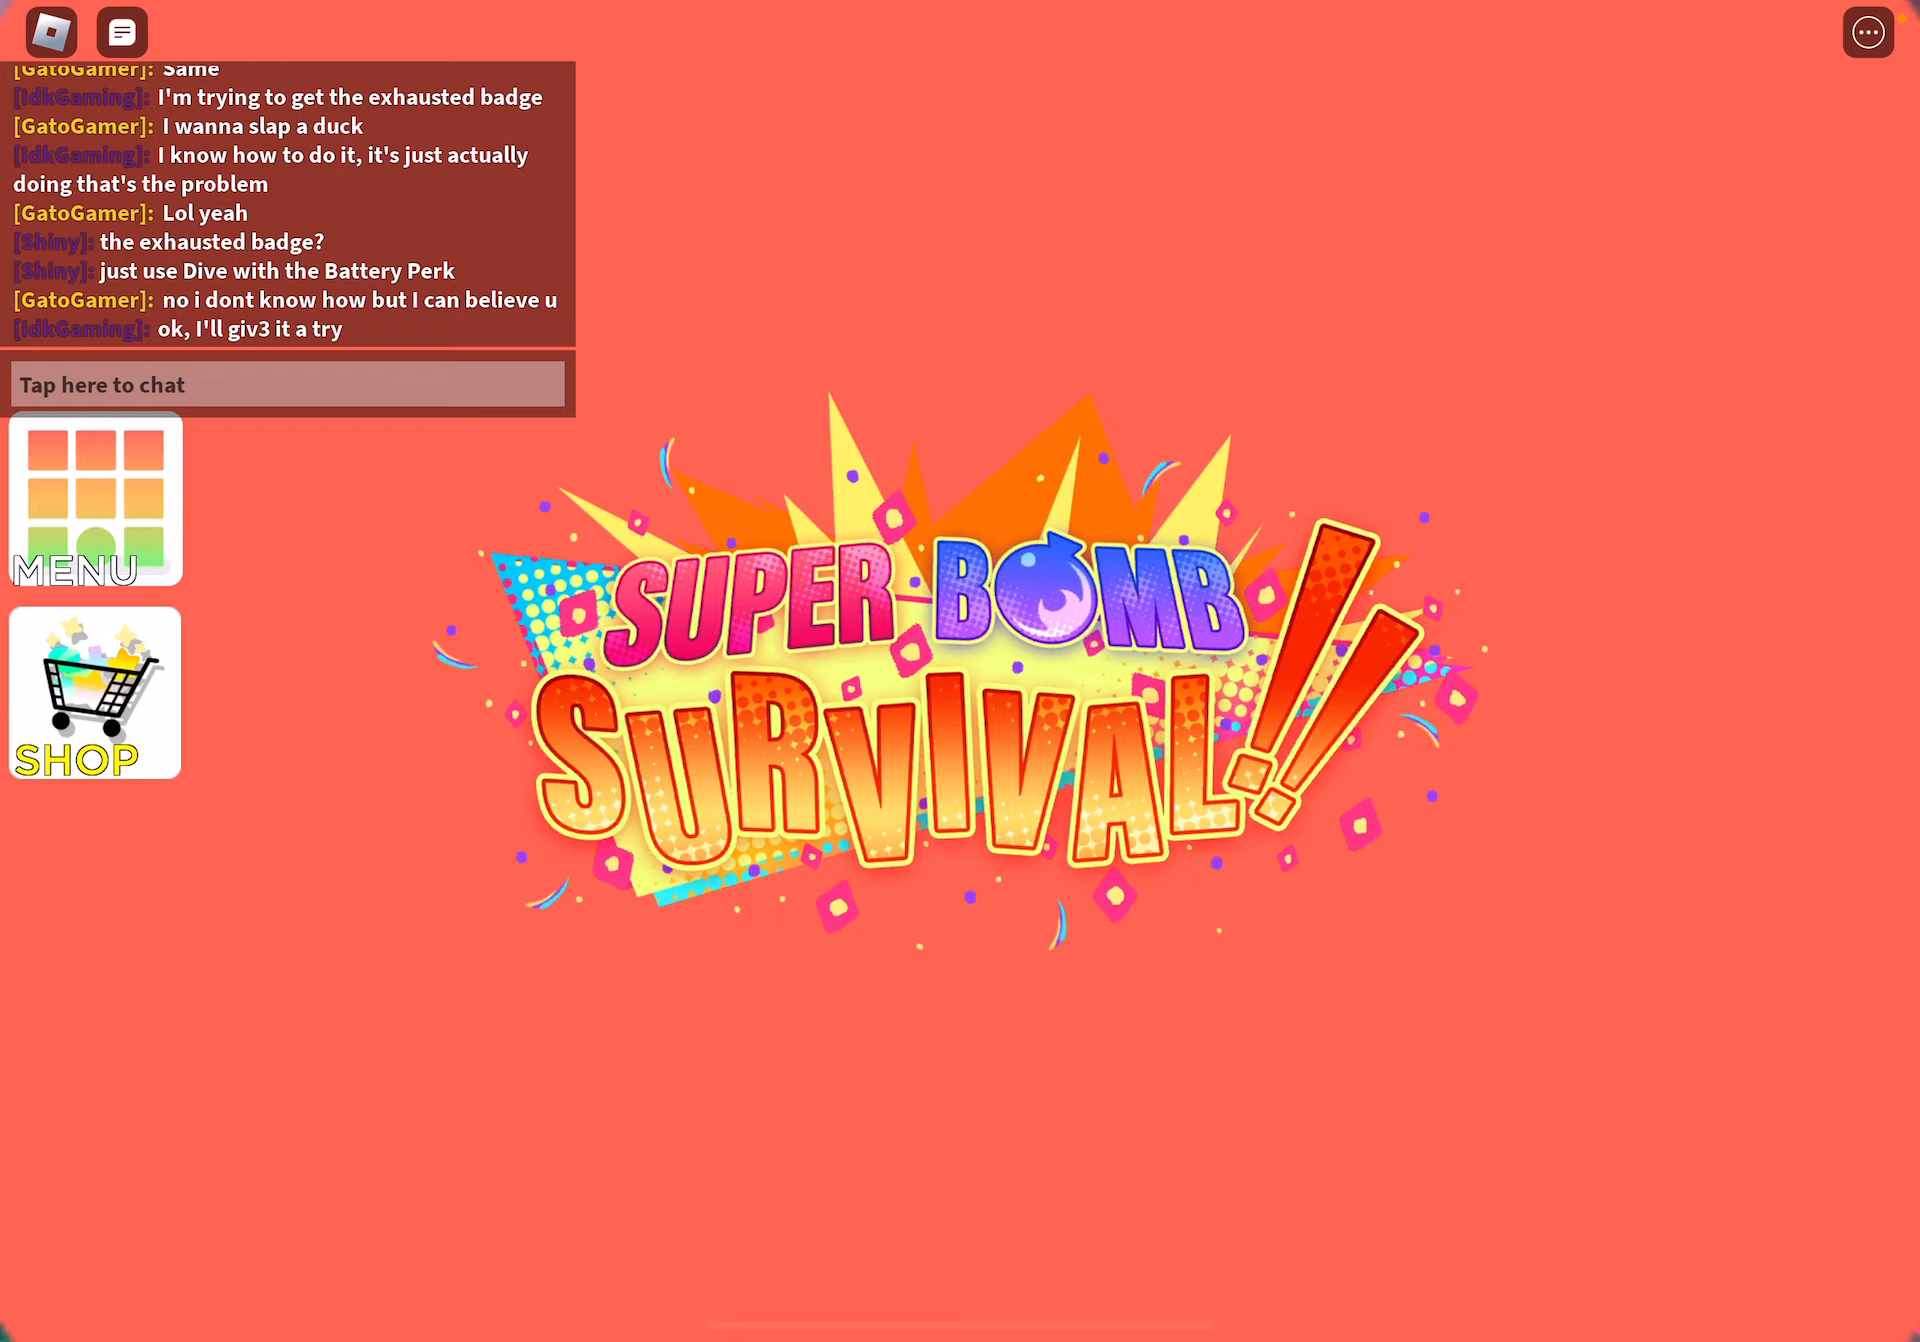 [GatoGamer]: Same
[IdkGaming]: I'm trying to get the exhausted badge
[GatoGamer]: I wanna slap a duck
[IdkGaming]: I know how to do it, it's just actually
doing that's the problem
[GatoGamer]: Lol yeah
[Shiny]: the exhausted badge?
[Shiny]: just use Dive with the Battery Perk
[GatoGamer]: no i dont know how but I can believe u
[IdkGaming]: ok, I'll giv3 it a try
Tap here to chat
MENU
SHOP
SUPER BOMB
SURVIVAL!!